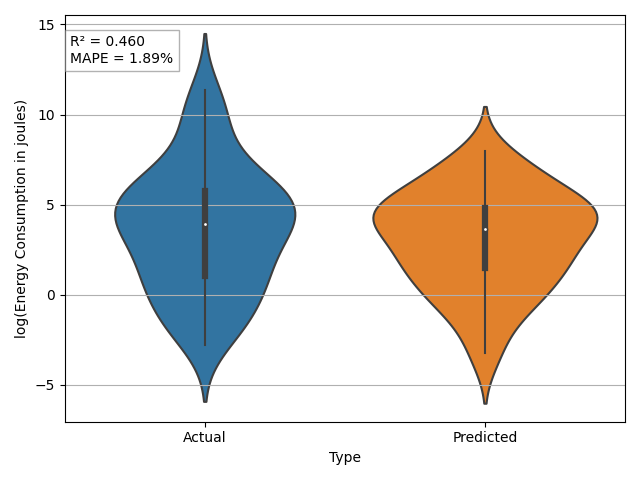 R² = 0.460
MAPE = 1.89%
15
10
5
0
−5
log(Energy Consumption in joules)
Actual
Predicted
Type